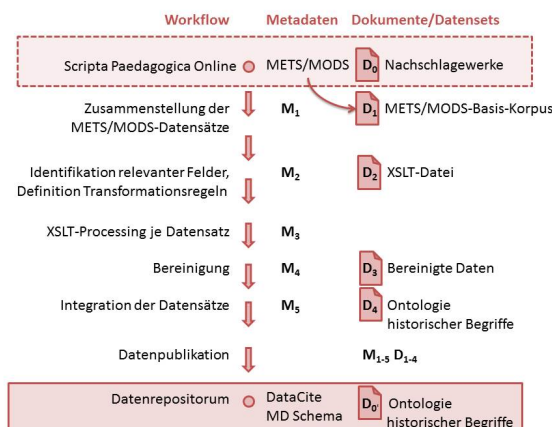 Workflow Metadaten Dokumente/Datasets
Scripta Paedagogica Online METS/MODS D0 Nachschlagewerke
Zusammenstellung der M1 D1 METS/MODS-Basis-Korpus
METS/MODS-Datensätze
Identifikation relevanter Felder, M2 D2 XSLT-Datei
Definition Transformationsregeln
XSLT-Processing je Datensatz M3
Bereinigung M4 D3 Bereinigte Daten
Integration der Datensätze M5 D4 Ontologie
historischer Begriffe
Datenpublikation M1-5 D1-4
Datenrepositorum DataCite D0' Ontologie
MD Schema historischer Begriffe